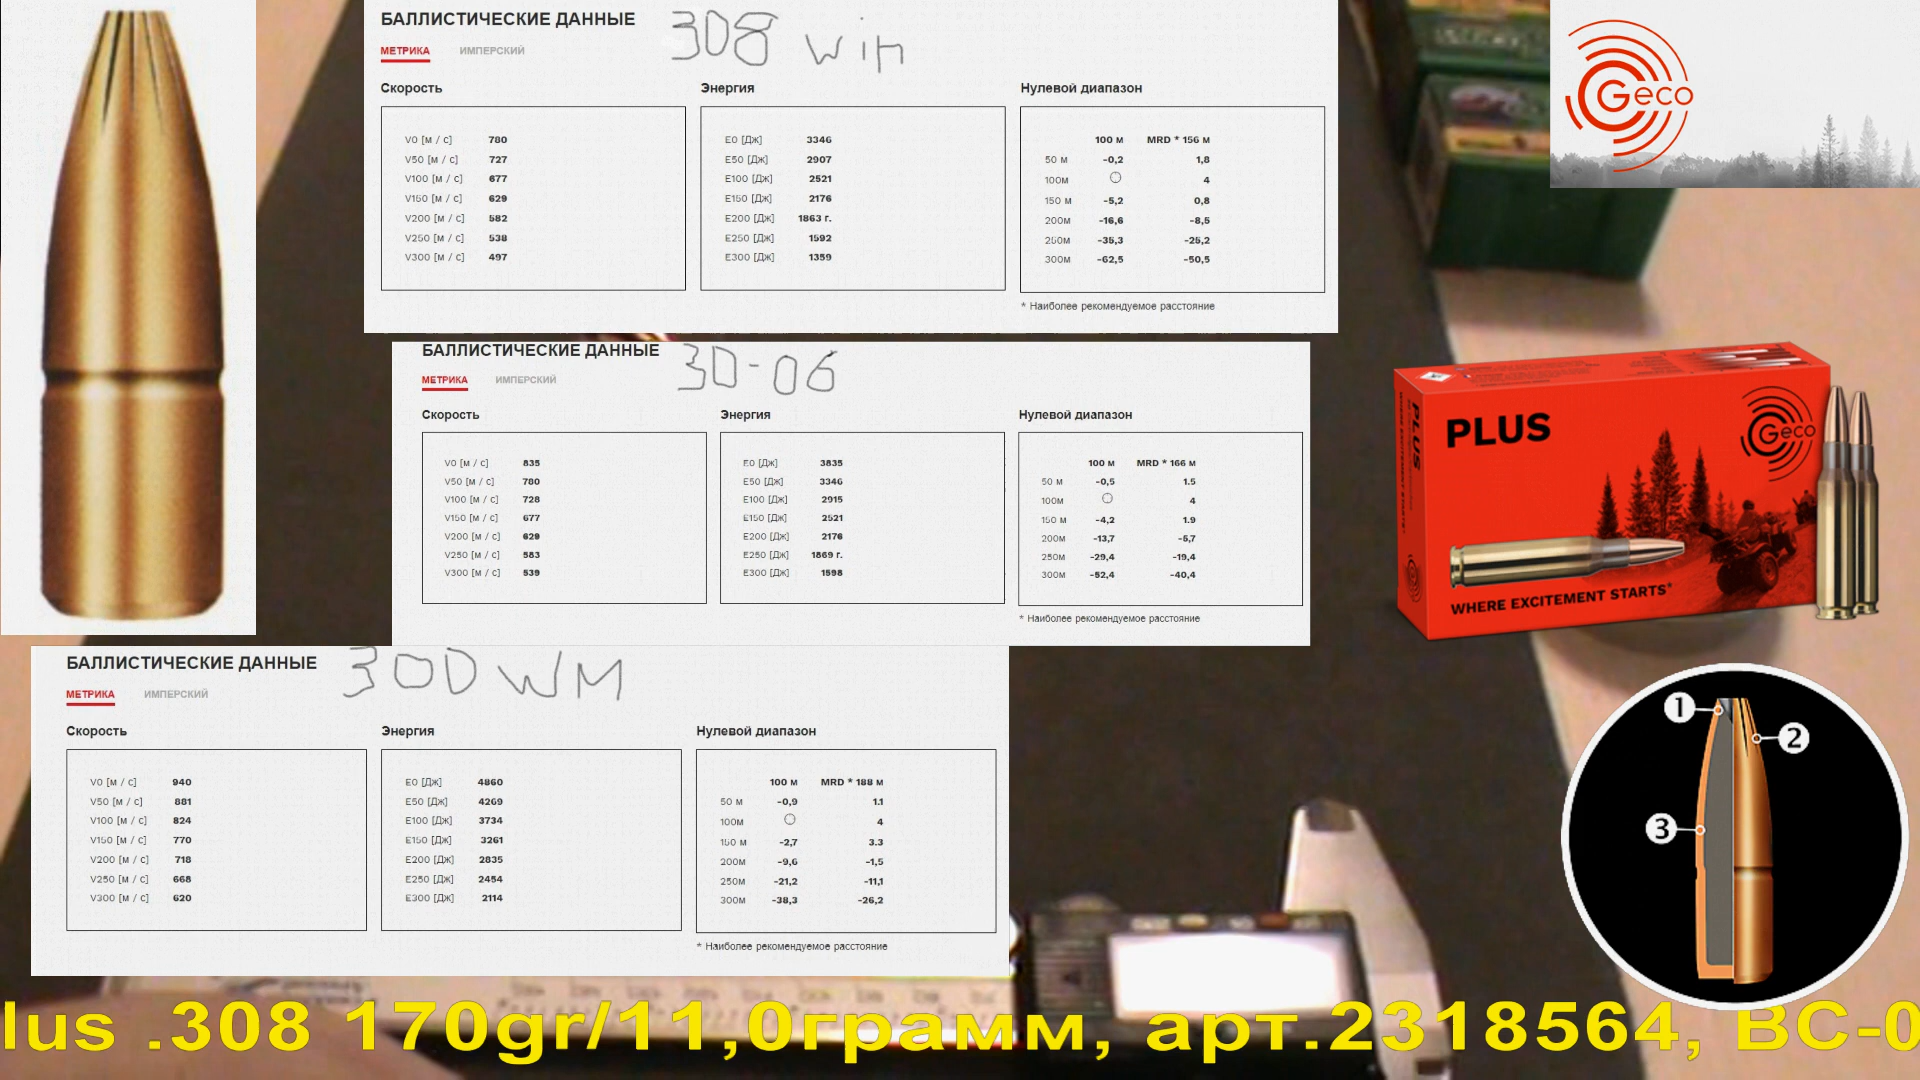 БАЛЛИСТИЧЕСКИЕ ДАННЫЕ 308 win
МЕТРИКА ИМПЕРСКИЙ
Скорость Энергия Нулевой диапазон
V0 [м / с] 780 E0 [Дж] 3346 100 м MRD * 156 м
V50 [м / с] 727 E50 [Дж] 2907 50 м -0,2 1,8
V100 [м / с] 677 E100 [Дж] 2521 100м 4
V150 [м / с] 629 E150 [Дж] 2176 150 м -5,2 0,8
V200 [м / с] 582 E200 [Дж] 1863 г. 200м -16,6 -8,5
V250 [м / с] 538 E250 [Дж] 1592 250м -35,3 -25,2
V300 [м / с] 497 E300 [Дж] 1359 300м -62,5 -50,5
* Наиболее рекомендуемое расстояние
Geco
БАЛЛИСТИЧЕСКИЕ ДАННЫЕ 30-06
МЕТРИКА ИМПЕРСКИЙ
Скорость Энергия Нулевой диапазон
V0 [м / с] 835 E0 [Дж] 3835 100 м MRD * 166 м
V50 [м / с] 780 E50 [Дж] 3346 50 м -0,5 1.5
V100 [м / с] 728 E100 [Дж] 2915 100м 4
V150 [м / с] 677 E150 [Дж] 2521 150 м -4,2 1.9
V200 [м / с] 629 E200 [Дж] 2176 200м -13,7 -5,7
V250 [м / с] 583 E250 [Дж] 1869 г. 250м -29,4 -19,4
V300 [м / с] 539 E300 [Дж] 1598 300м -52,4 -40,4
* Наиболее рекомендуемое расстояние
PLUS
Geco
PLUS
WHERE EXCITEMENT STARTS*
БАЛЛИСТИЧЕСКИЕ ДАННЫЕ 300 WM
МЕТРИКА ИМПЕРСКИЙ
Скорость Энергия Нулевой диапазон
V0 [м / с] 940 E0 [Дж] 4860 100 м MRD * 188 м
V50 [м / с] 881 E50 [Дж] 4269 50 м -0,9 1.1
V100 [м / с] 824 E100 [Дж] 3734 100м 4
V150 [м / с] 770 E150 [Дж] 3261 150 м -2,7 3.3
V200 [м / с] 718 E200 [Дж] 2835 200м -9,6 -1,5
V250 [м / с] 668 E250 [Дж] 2454 250м -21,2 -11,1
V300 [м / с] 620 E300 [Дж] 2114 300м -38,3 -26,2
* Наиболее рекомендуемое расстояние
1
2
3
lus .308 170gr/11,0грамм, арт.2318564, BC-0